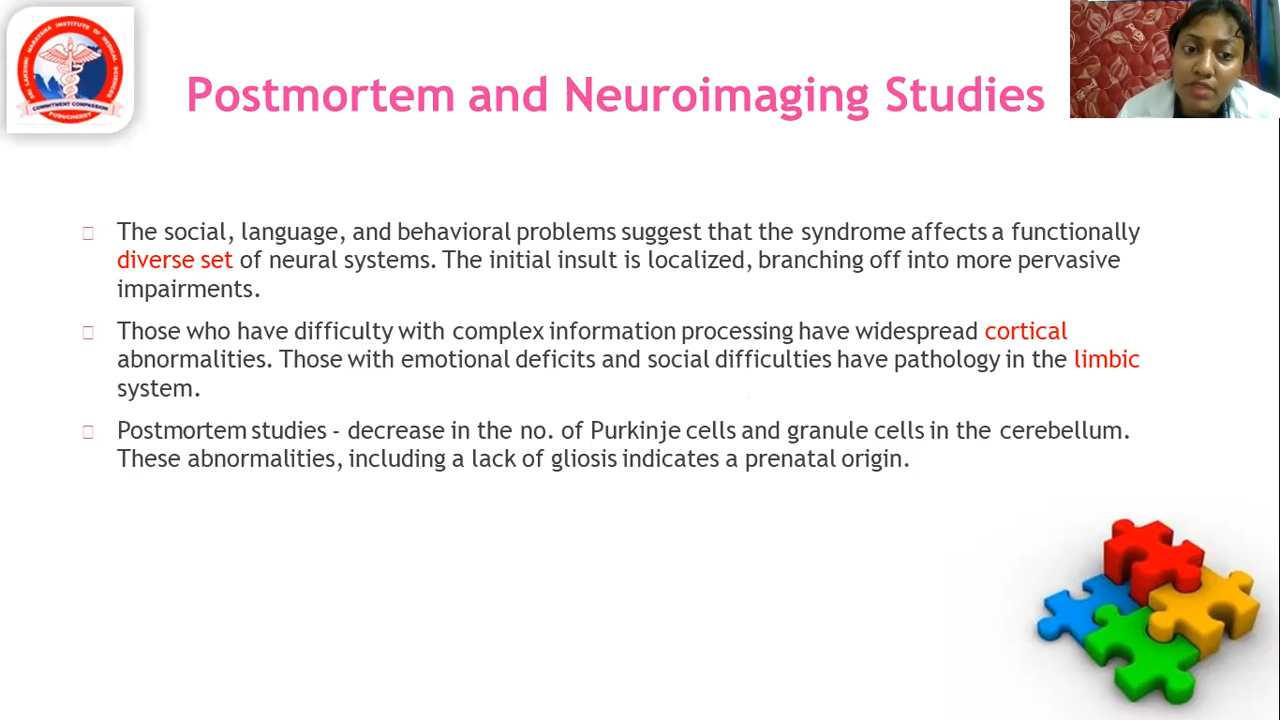 Postmortem and Neuroimaging Studies
The social, language, and behavioral problems suggest that the syndrome affects a functionally
diverse set of neural systems. The initial insult is localized, branching off into more pervasive
impairments.
Those who have difficulty with complex information processing have widespread cortical
abnormalities. Those with emotional deficits and social difficulties have pathology in the limbic
system.
Postmortem studies - decrease in the no. of Purkinje cells and granule cells in the cerebellum.
These abnormalities, including a lack of gliosis indicates a prenatal origin.
COMMITMENT COMPASSION
PUDUCHERRY